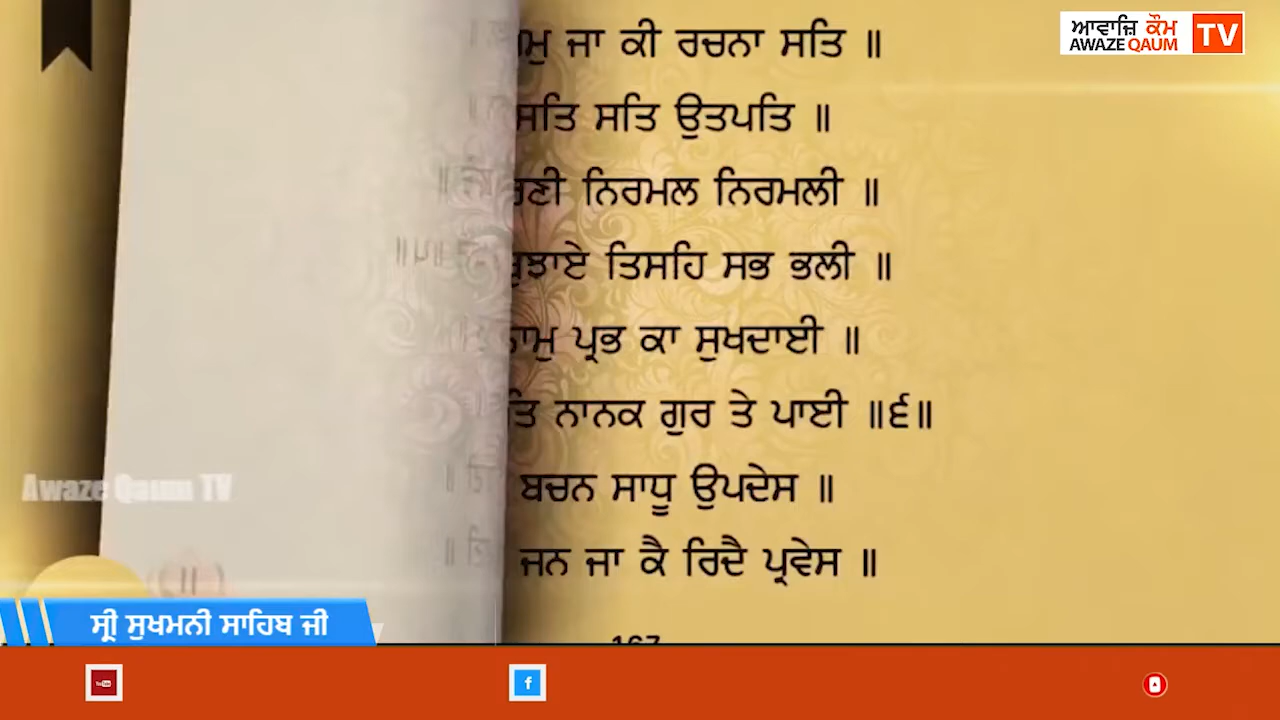 ਆਵਾਜ਼ਿ ਕੌਮ
AWAZE QAUM TV
ਜਾ ਕੀ ਰਚਨਾ ਸਤਿ ॥
ਸਤਿ ਸਤਿ ਉਤਪਤਿ ॥
ਨਿਰਮਲ ਨਿਰਮਲੀ ॥
ਤਿਸਹਿ ਸਭ ਭਲੀ ॥
ਪ੍ਰਭ ਕਾ ਸੁਖਦਾਈ ॥
ਨਾਨਕ ਗੁਰ ਤੇ ਪਾਈ ॥੬॥
ਬਚਨ ਸਾਧੂ ਉਪਦੇਸ ॥
ਜਨ ਜਾ ਕੈ ਰਿਦੈ ਪ੍ਰਵੇਸ ॥
Awaze Qaum TV
ਸ੍ਰੀ ਸੁਖਮਨੀ ਸਾਹਿਬ ਜੀ